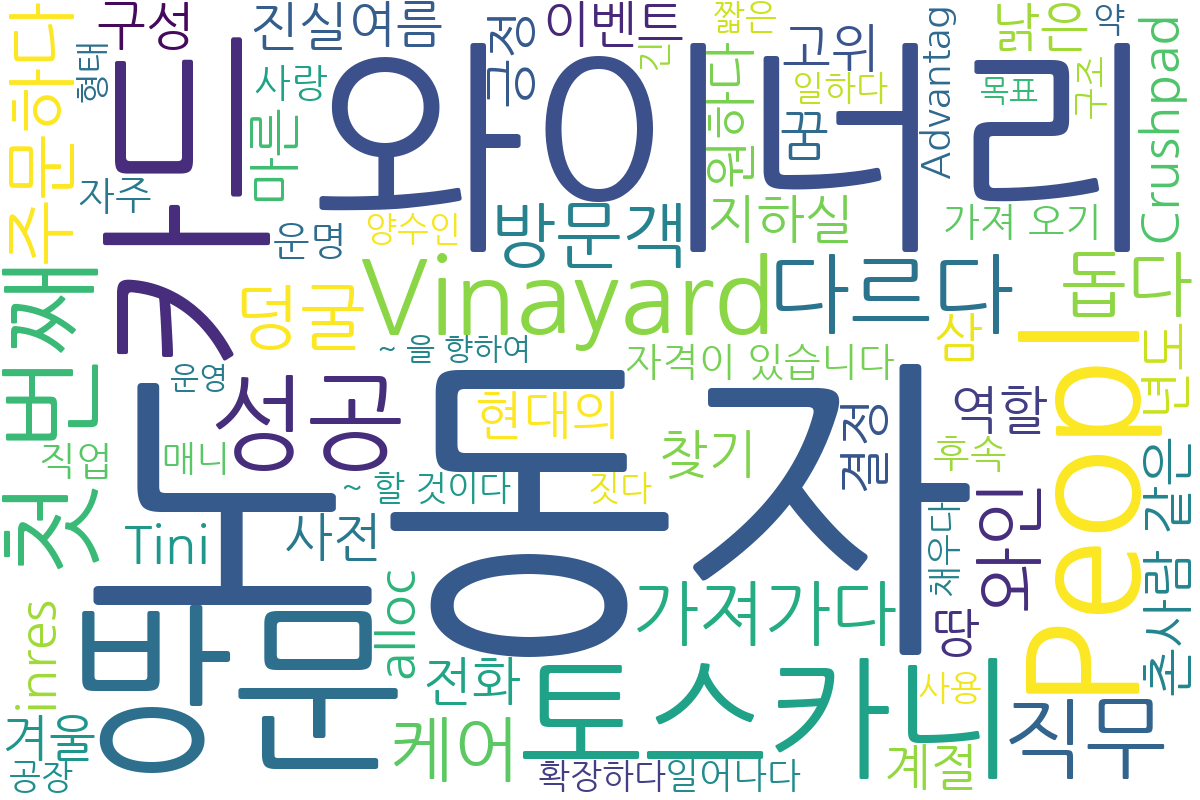 구성
진실여름
이벤트
짧은
고위
낡은
약
형태
사랑
긍정
긴
일하다
목표
구조
주문하다
카드
와이너리
마른
원하다
꿈
Advantag
Crushpad
자주
운명
양수인
방문객
지하실
가져 오기
첫 번째
덩굴
Vinayard
다르다
돕다
~ 을 향하여
자격이 있습니다
삼
년도
운영
성공
현대의
노동자
Peopl
역할
결정
직업
매니
찾기
후속
~ 할 것이다
짓다
촌사람 같은
Tini
사전
채우다
와인
inres
방문
alloc
가져가다
땅
겨울
전화
토스카니
사용
직무
케어
계절
공장
확장하다
일어나다